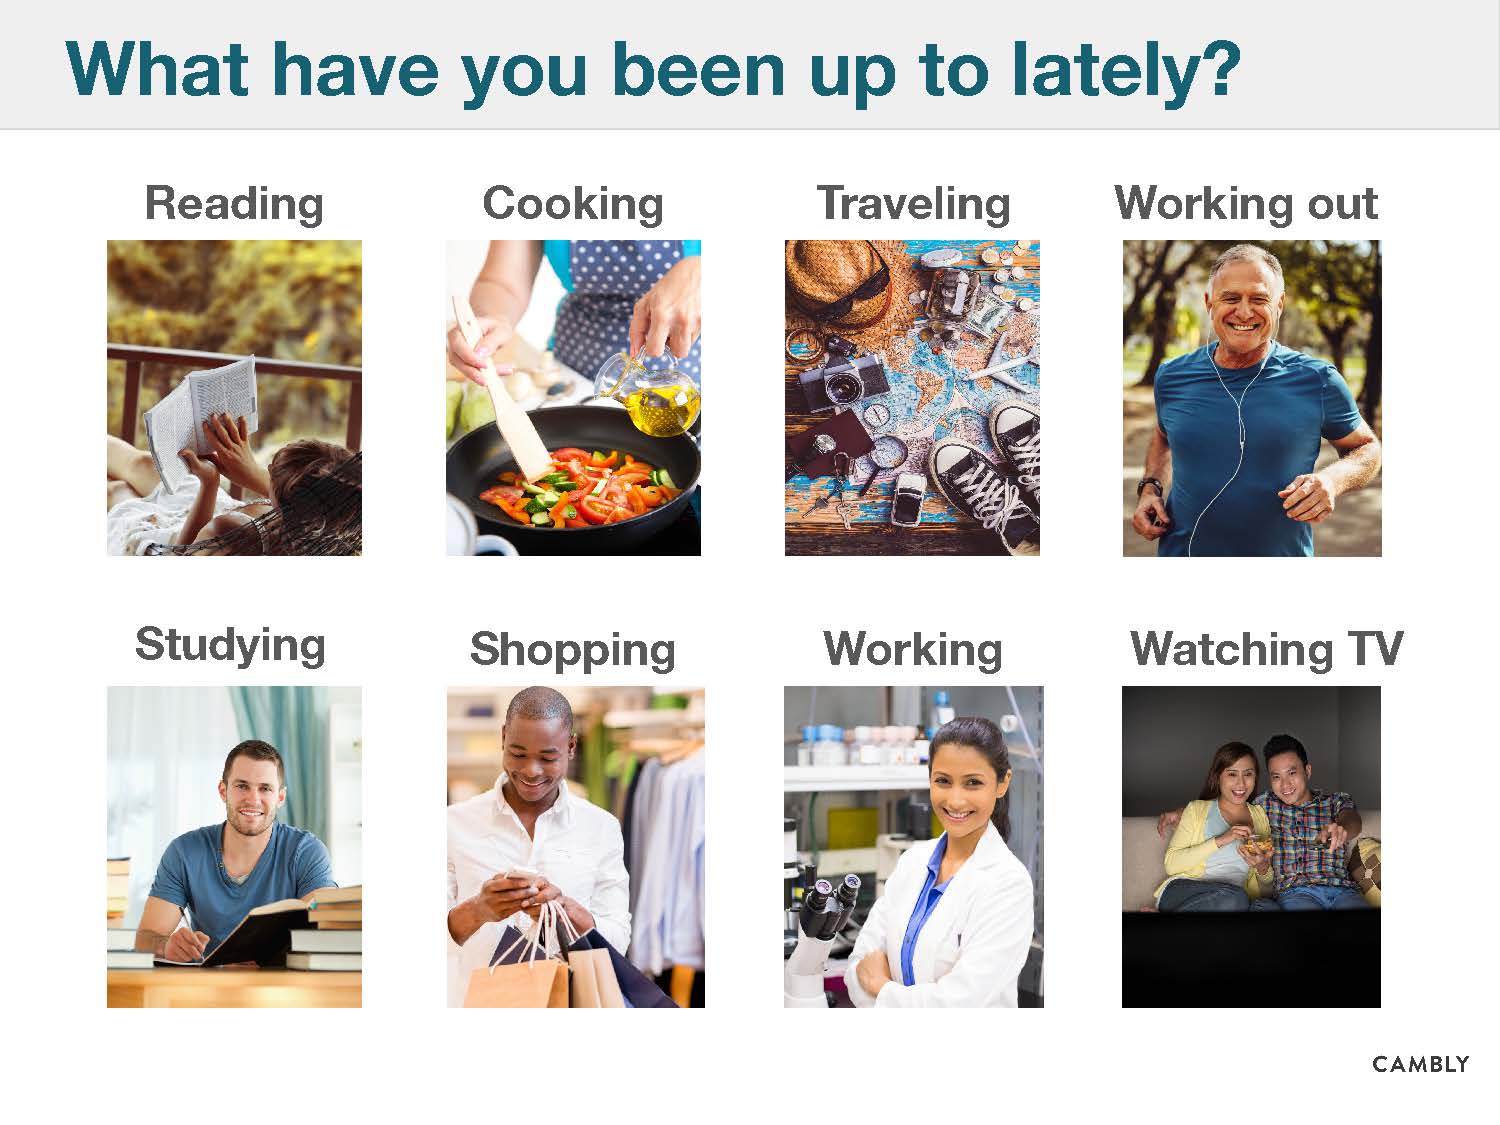 What have you been up to lately?
Reading
Cooking
Traveling
Working out
Studying
Shopping
Working
Watching TV
CAMBLY